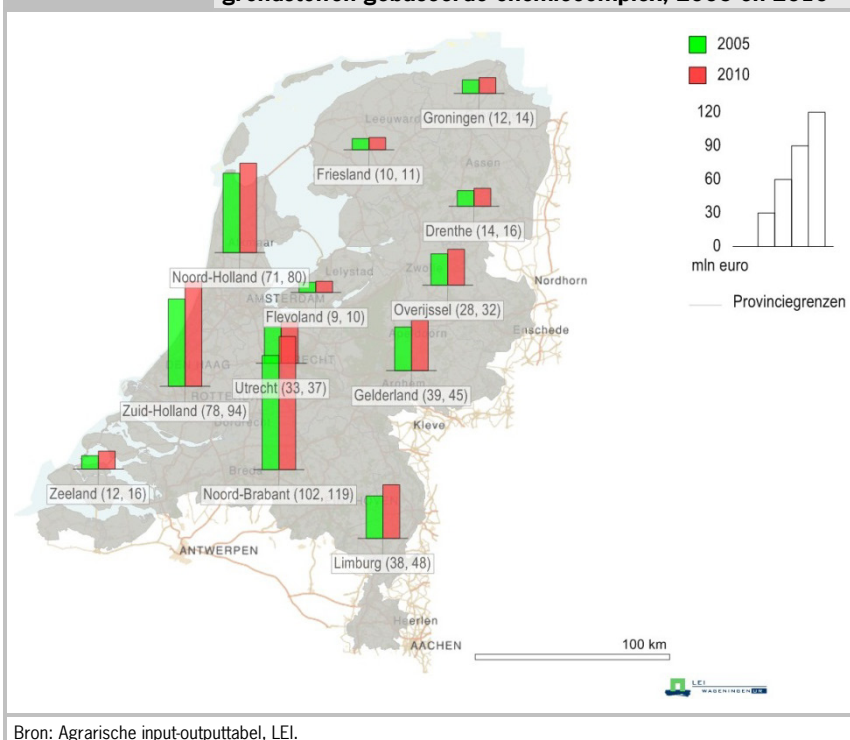 grondstoffen gebaseerde chemiecomplex, 2005 en 2010
2005
2010
120
90
60
30
0
mln euro
Provinciegrenzen
Groningen (12, 14)
Leeuward
Friesland (10, 11)
Assen
Drenthe (14, 16)
Noord-Holland (71, 80)
Lelystad
Zwolle
Nordhorn
AMSTERDAM
Flevoland (9, 10)
Overijssel (28, 32)
Enschede
DEN HAAG
Utrecht (33, 37)
Arnhem
Gelderland (39, 45)
ROTTERDAM
Zuid-Holland (78, 94)
Dordrecht
Kleve
Breda
Zeeland (12, 16)
Noord-Brabant (102, 119)
ANTWERPEN
Limburg (38, 48)
Heerlen
AACHEN
100 km
LEI
WAGENINGEN UR
Bron: Agrarische input-outputtabel, LEI.